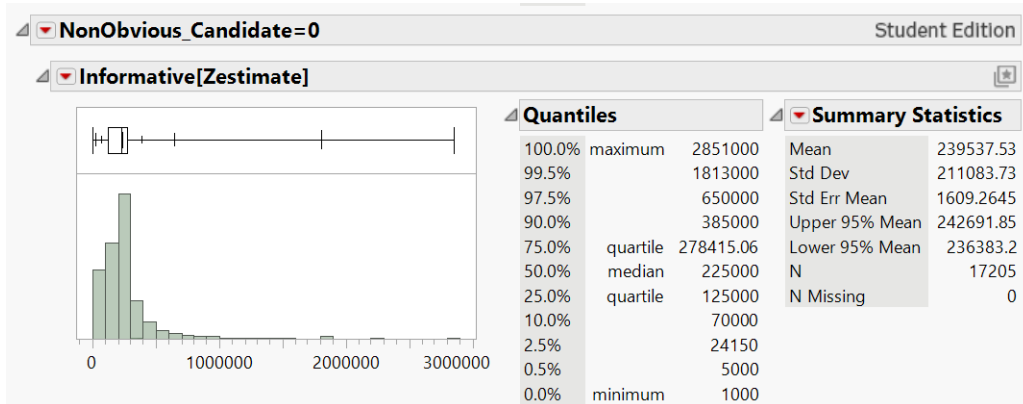 NonObvious_Candidate=0 Student Edition
Informative[Zestimate]
Quantiles
100.0% maximum 2851000
99.5% 1813000
97.5% 650000
90.0% 385000
75.0% quartile 278415.06
50.0% median 225000
25.0% quartile 125000
10.0% 70000
2.5% 24150
0.5% 5000
0.0% minimum 1000
Summary Statistics
Mean 239537.53
Std Dev 211083.73
Std Err Mean 1609.2645
Upper 95% Mean 242691.85
Lower 95% Mean 236383.2
N 17205
N Missing 0
0 1000000 2000000 3000000